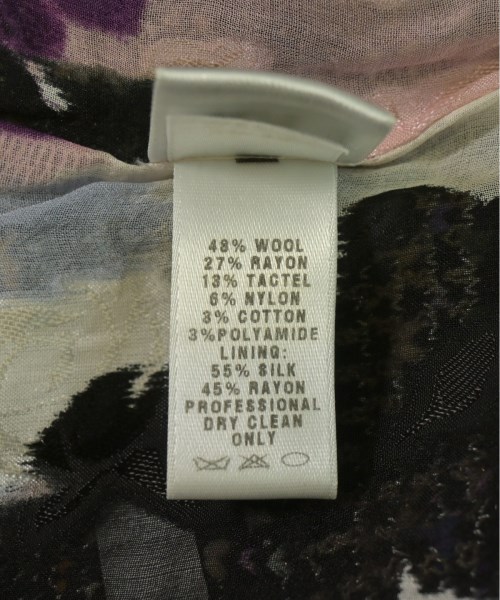 48% WOOL
27% RAYON
13% TACTEL
6% NYLON
3% COTTON
3%POLYAMIDE
LINING:
55% SILK
45% RAYON
PROFESSIONAL
DRY CLEAN
ONLY